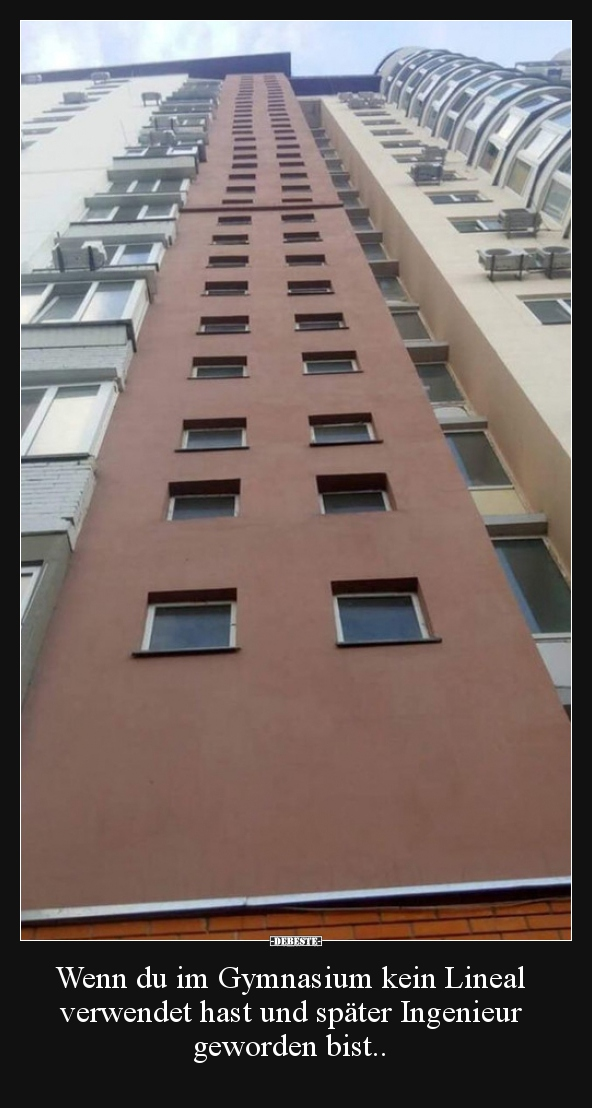 DEBESTE
Wenn du im Gymnasium kein Lineal
verwendet hast und später Ingenieur
geworden bist..